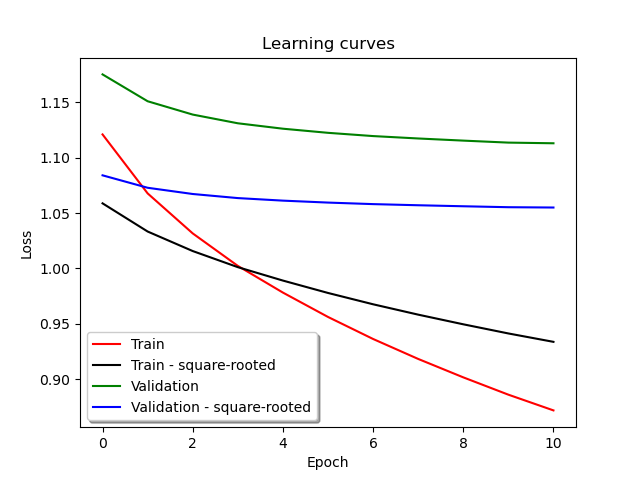 Learning curves
Loss
1.15
1.10
1.05
1.00
0.95
0.90
Train
Train - square-rooted
Validation
Validation - square-rooted
0 2 4 6 8 10
Epoch